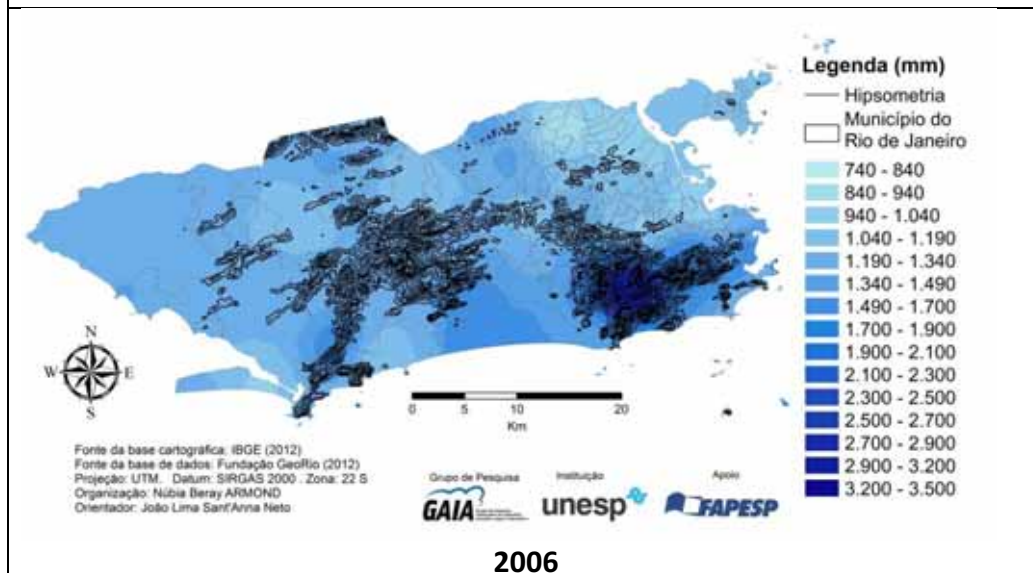 Legenda (mm)
Hipsometria
Município do
Rio de Janeiro
740 - 840
840 - 940
940 - 1.040
1.040 - 1.190
1.190 - 1.340
1.340 - 1.490
1.490 - 1.700
1.700 - 1.900
1.900 - 2.100
2.100 - 2.300
2.300 - 2.500
2.500 - 2.700
2.700 - 2.900
2.900 - 3.200
3.200 - 3.500
N
W E
S
0 5 10 20
Km
Fonte da base cartográfica: IBGE (2012)
Fonte da base de dados: Fundação GeoRio (2012)
Projeção: UTM. Datum: SIRGAS 2000 . Zona: 22 S
Organização: Núbia Beray ARMOND
Orientador: João Lima Sant'Anna Neto
Grupo de Pesquisa
GAIA
Instituição
unesp
Apoio
FAPESP
2006